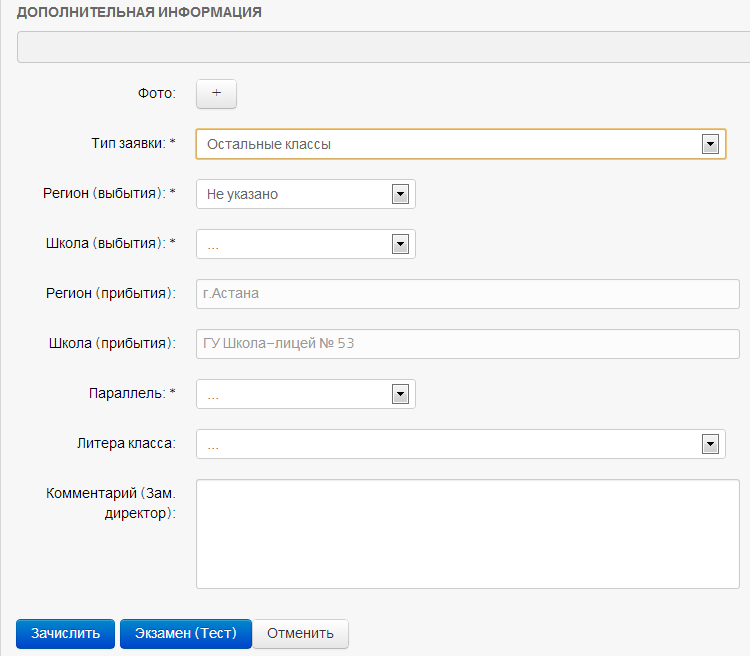 ДОПОЛНИТЕЛЬНАЯ ИНФОРМАЦИЯ
Фото: +
Тип заявки: * Остальные классы
Регион (выбытия): * Не указано
Школа (выбытия): * ...
Регион (прибытия): г.Астана
Школа (прибытия): ГУ Школа-лицей № 53
Параллель: * ...
Литера класса: ...
Комментарий (Зам.
директор):
Зачислить Экзамен (Тест) Отменить